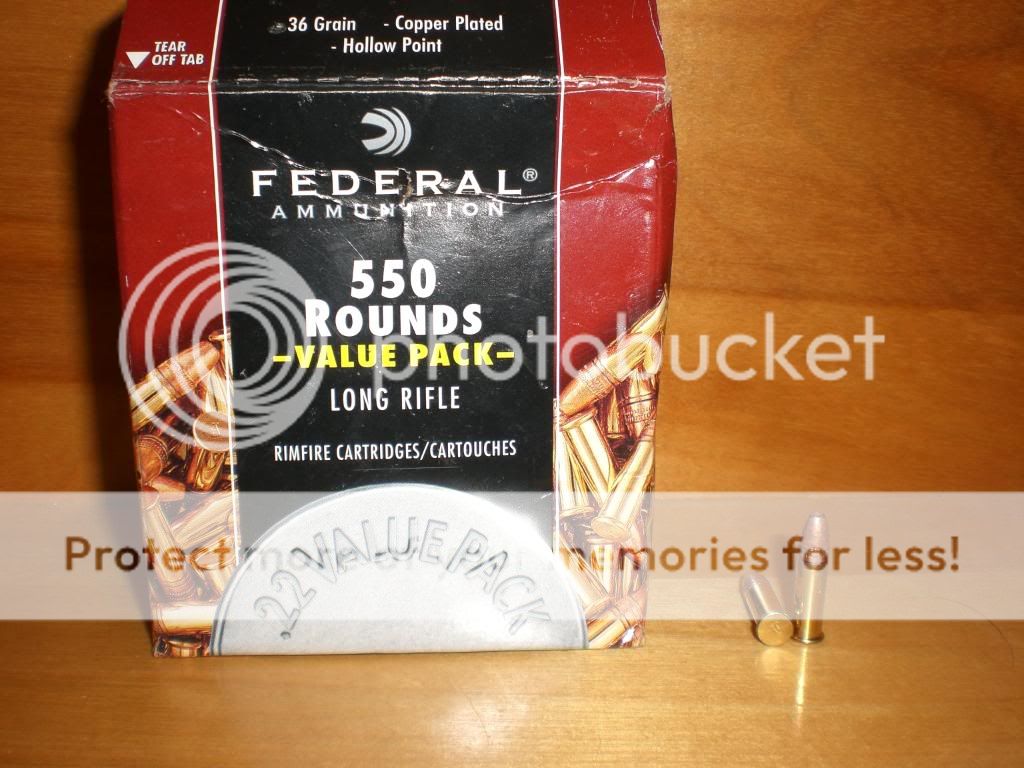 36 Grain - Copper Plated
- Hollow Point
TEAR
OFF TAB
FEDERAL®
AMMUNITION
550
ROUNDS
-VALUE PACK-
photobucket
LONG RIFLE
RIMFIRE CARTRIDGES/CARTOUCHES
.22 VALUE PACK
Protect more of your memories for less!